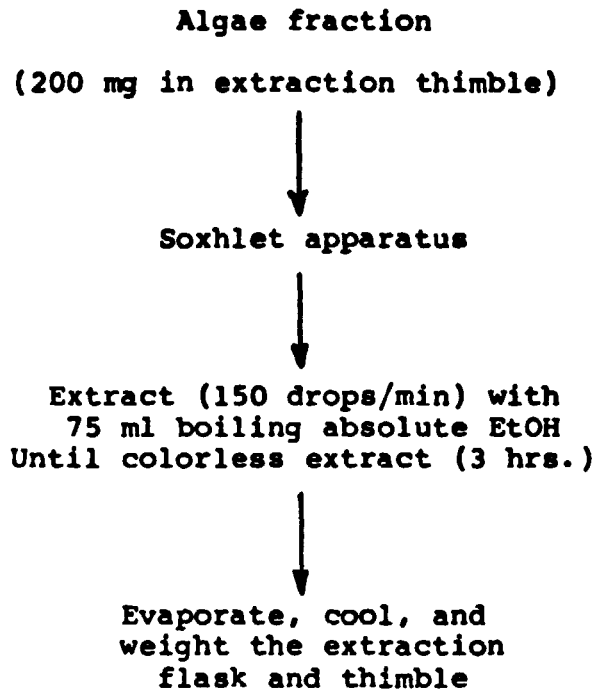 Algae fraction
(200 mg in extraction thimble)
Soxhlet apparatus
Extract (150 drops/min) with
75 ml boiling absolute EtOH
Until colorless extract (3 hrs.)
Evaporate, cool, and
weight the extraction
flask and thimble